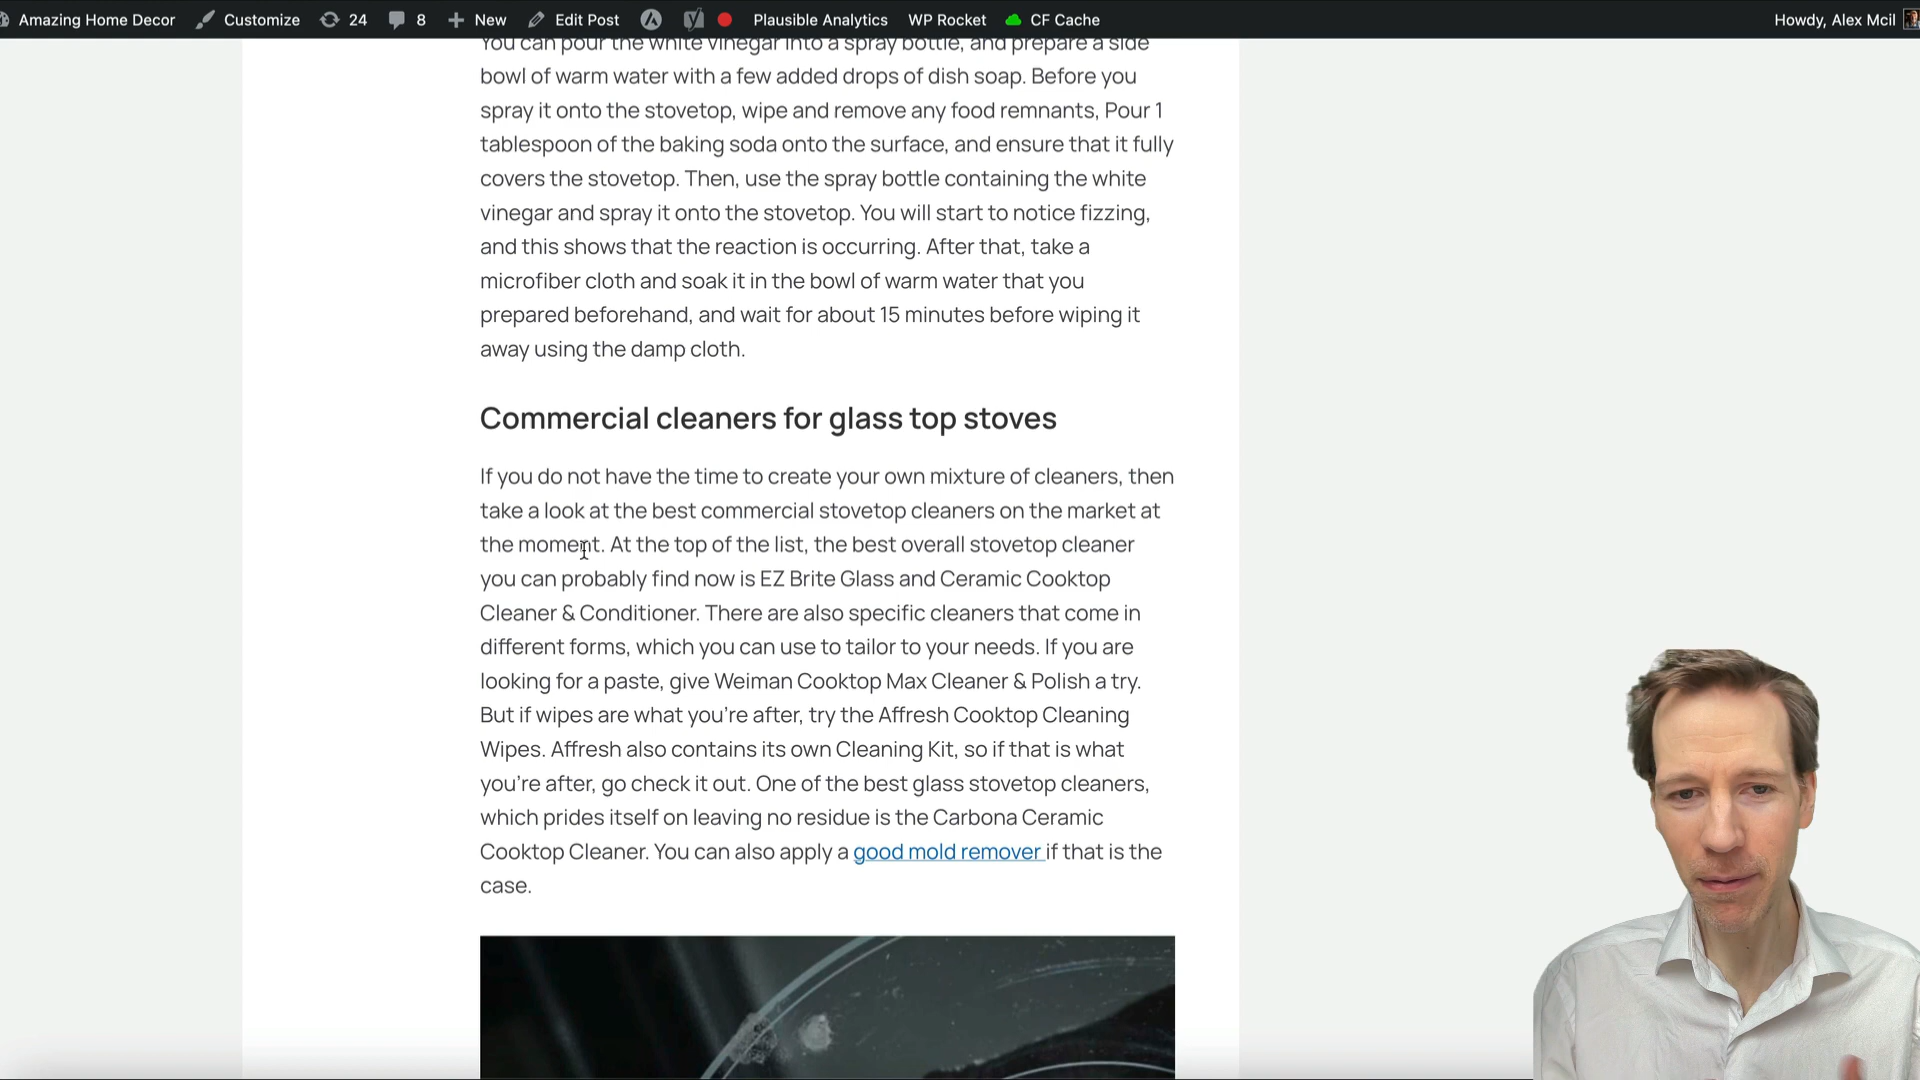 Amazing Home Decor Customize 24 8 New Edit Post Plausible Analytics WP Rocket CF Cache Howdy, Alex Mcil
You can pour the white vinegar into a spray bottle, and prepare a side
bowl of warm water with a few added drops of dish soap. Before you
spray it onto the stovetop, wipe and remove any food remnants, Pour 1
tablespoon of the baking soda onto the surface, and ensure that it fully
covers the stovetop. Then, use the spray bottle containing the white
vinegar and spray it onto the stovetop. You will start to notice fizzing,
and this shows that the reaction is occurring. After that, take a
microfiber cloth and soak it in the bowl of warm water that you
prepared beforehand, and wait for about 15 minutes before wiping it
away using the damp cloth.
Commercial cleaners for glass top stoves
If you do not have the time to create your own mixture of cleaners, then
take a look at the best commercial stovetop cleaners on the market at
the moment. At the top of the list, the best overall stovetop cleaner
you can probably find now is EZ Brite Glass and Ceramic Cooktop
Cleaner & Conditioner. There are also specific cleaners that come in
different forms, which you can use to tailor to your needs. If you are
looking for a paste, give Weiman Cooktop Max Cleaner & Polish a try.
But if wipes are what you’re after, try the Affresh Cooktop Cleaning
Wipes. Affresh also contains its own Cleaning Kit, so if that is what
you’re after, go check it out. One of the best glass stovetop cleaners,
which prides itself on leaving no residue is the Carbona Ceramic
Cooktop Cleaner. You can also apply a good mold remover if that is the
case.